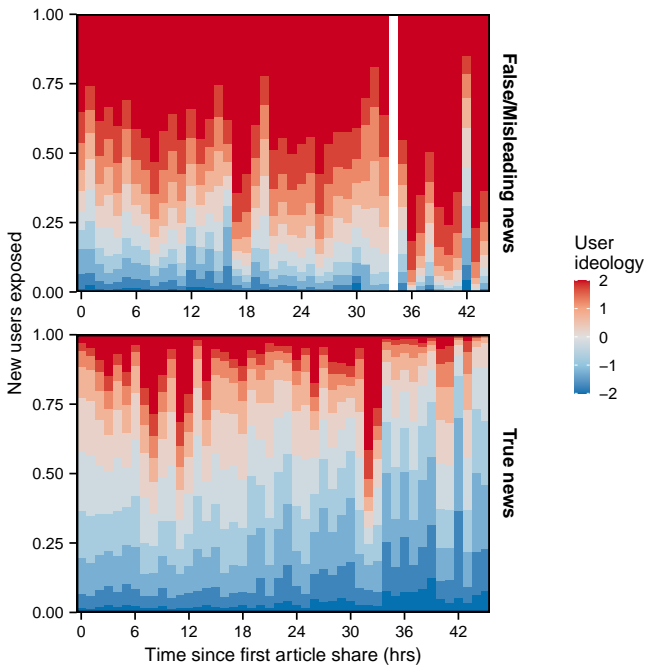 1.00
0.75
0.50
0.25
0.00
0 6 12 18 24 30 36 42
False/Misleading news
New users exposed
1.00
0.75
0.50
0.25
0.00
0 6 12 18 24 30 36 42
True news
Time since first article share (hrs)
User
ideology
2
1
0
−1
−2